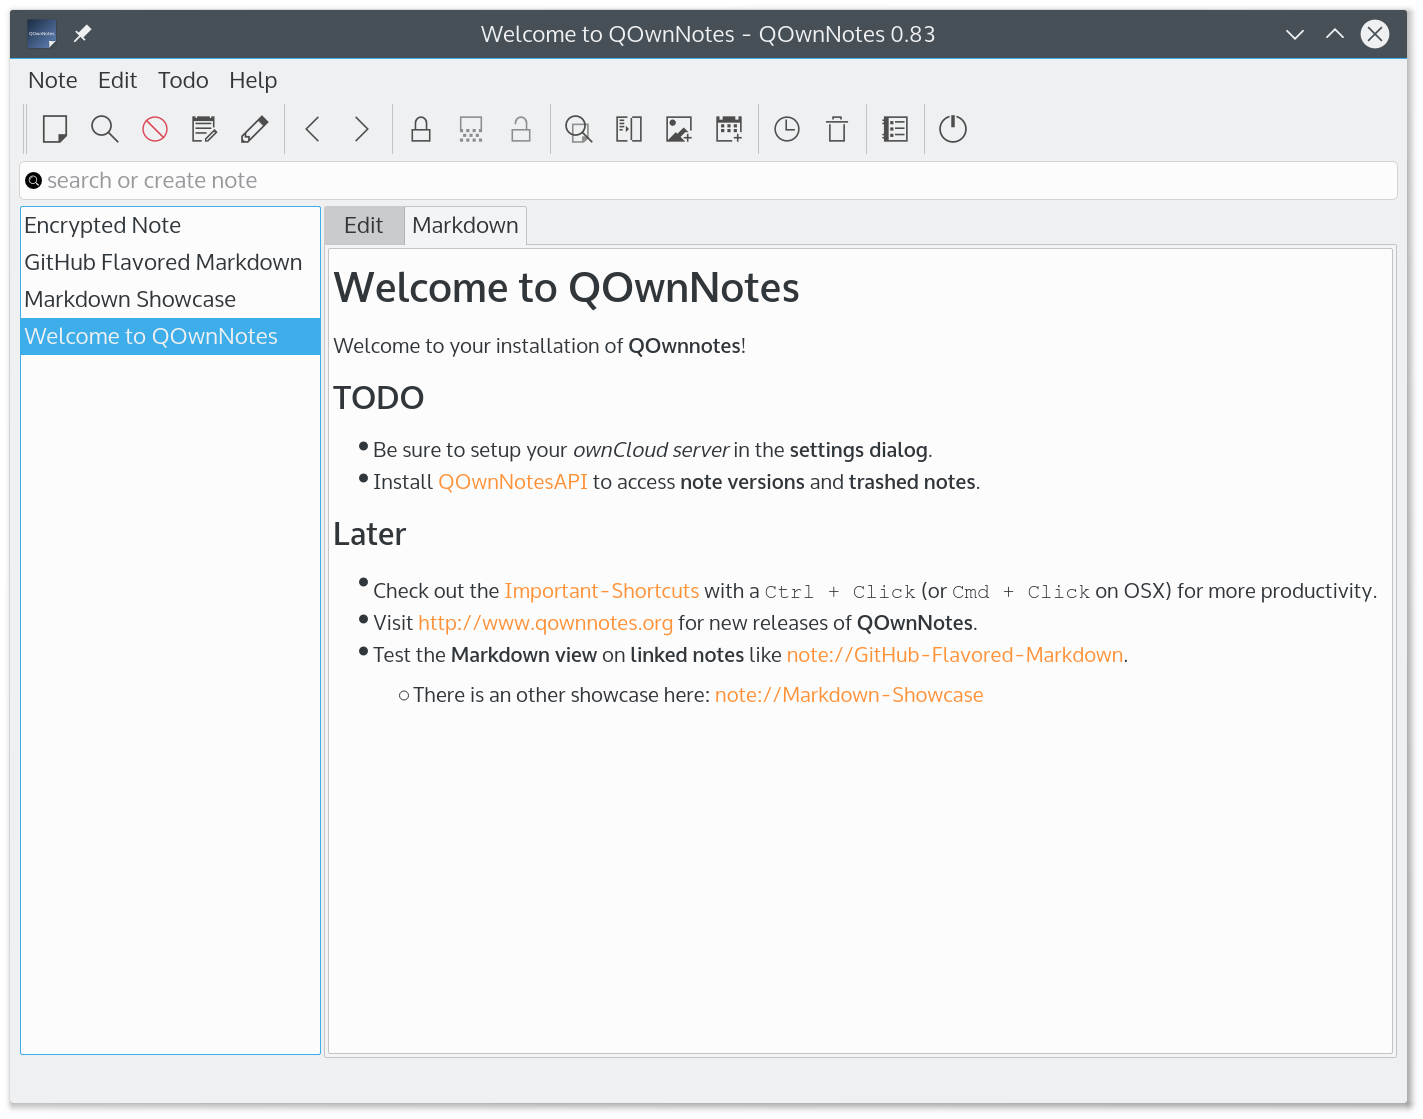 QOwnNotes
Welcome to QOwnNotes - QOwnNotes 0.83
Note Edit Todo Help
search or create note
Encrypted Note
GitHub Flavored Markdown
Markdown Showcase
Welcome to QOwnNotes
Edit Markdown
Welcome to QOwnNotes
Welcome to your installation of QOwnnotes!
TODO
Be sure to setup your ownCloud server in the settings dialog.
Install QOwnNotesAPI to access note versions and trashed notes.
Later
Check out the Important-Shortcuts with a Ctrl + Click (or Cmd + Click on OSX) for more productivity.
Visit http://www.qownnotes.org for new releases of QOwnNotes.
Test the Markdown view on linked notes like note://GitHub-Flavored-Markdown.
There is an other showcase here: note://Markdown-Showcase